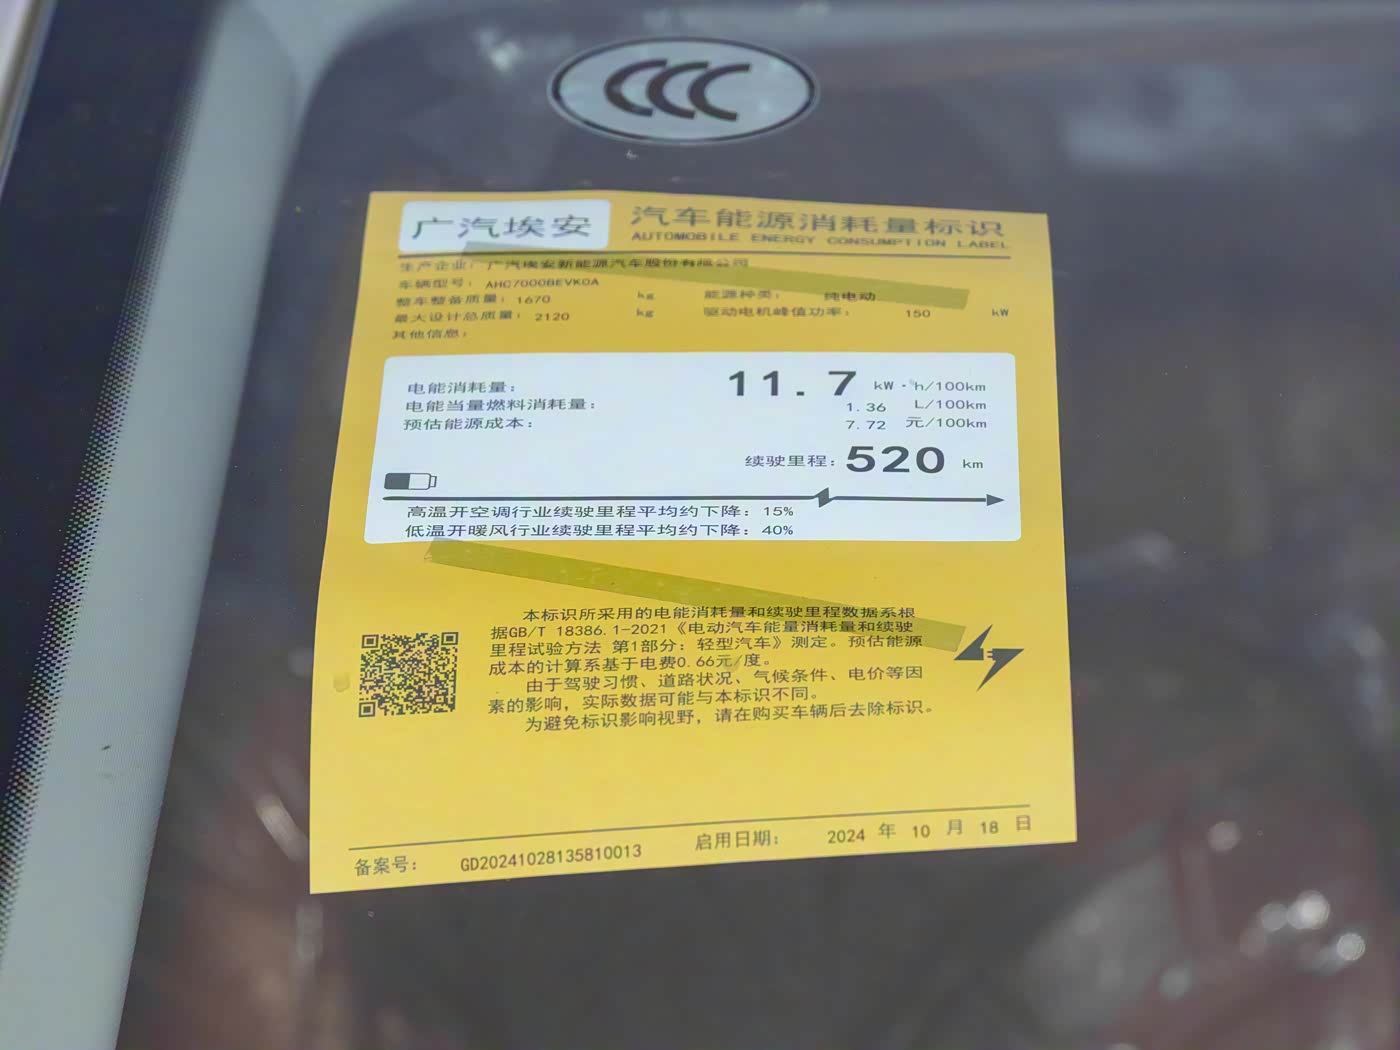 CCC
广汽埃安
汽车能源消耗量标识
AUTOMOBILE ENERGY CONSUMPTION LABEL
生产企业: 广汽埃安新能源汽车股份有限公司
车辆型号: AHC7000BEVK0A
整车整备质量: 1670 kg 能源种类: 纯电动
最大设计总质量: 2120 kg 驱动电机峰值功率: 150 kW
其他信息:
电能消耗量: 11.7 kW·h/100km
电能当量燃料消耗量: 1.36 L/100km
预估能源成本: 7.72 元/100km
续驶里程: 520 km
高温开空调行业续驶里程平均约下降: 15%
低温开暖风行业续驶里程平均约下降: 40%
本标识所采用的电能消耗量和续驶里程数据系根
据GB/T 18386.1-2021《电动汽车能量消耗量和续驶
里程试验方法 第1部分: 轻型汽车》测定。预估能源
成本的计算系基于电费0.66元/度。
由于驾驶习惯、道路状况、气候条件、电价等因
素的影响, 实际数据可能与本标识不同。
为避免标识影响视野, 请在购买车辆后去除标识。
备案号: GD20241028135810013 启用日期: 2024 年 10 月 18 日